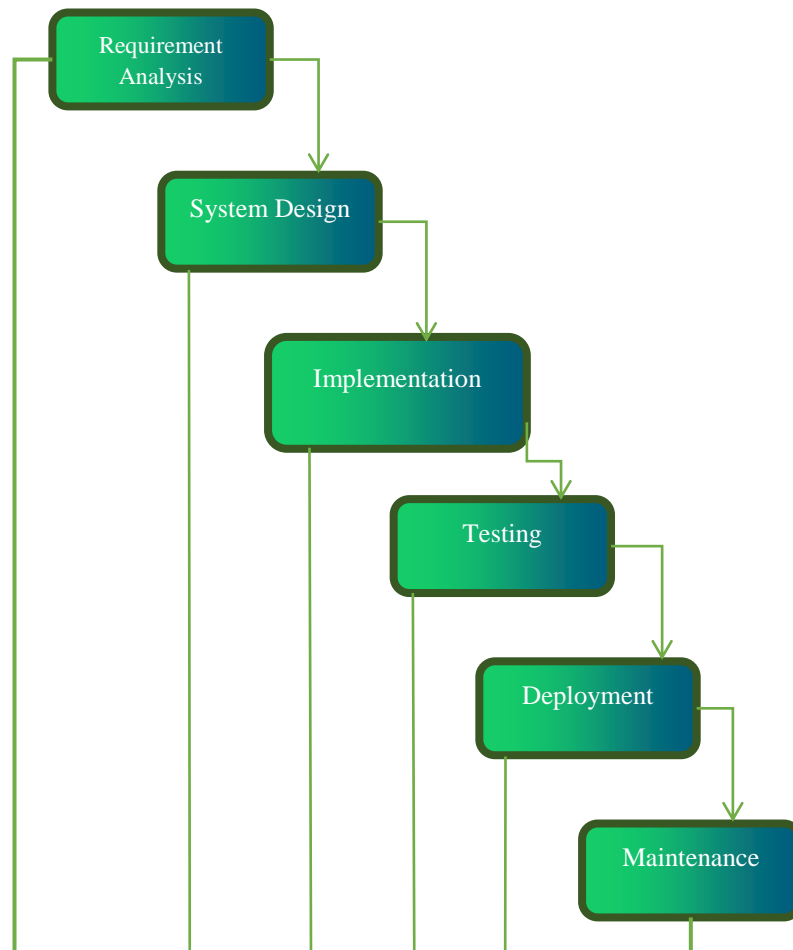 Requirement
Analysis
System Design
Implementation
Testing
Deployment
Maintenance